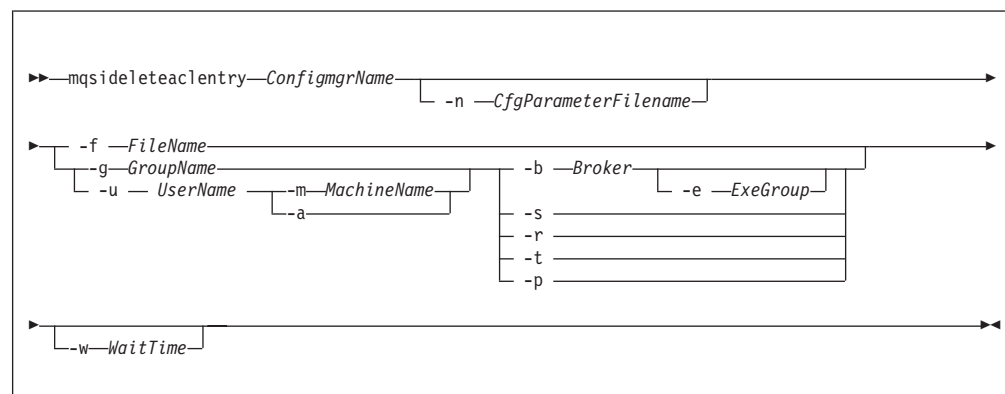 mqsideleteaclentry ConfigmgrName
-n CfgParameterFilename
-f FileName
-g GroupName -b Broker
-u UserName -m MachineName -e ExeGroup
-a -s
-r
-t
-p
-w WaitTime